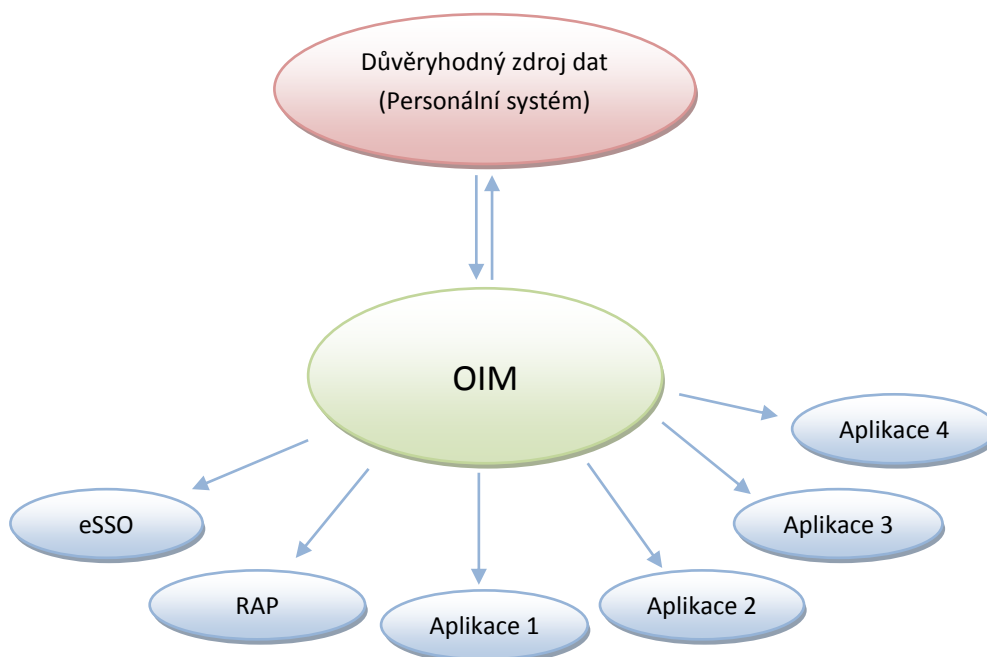 Důvěryhodný zdroj dat
(Personální systém)
OIM
Aplikace 4
eSSO
Aplikace 3
RAP
Aplikace 1
Aplikace 2